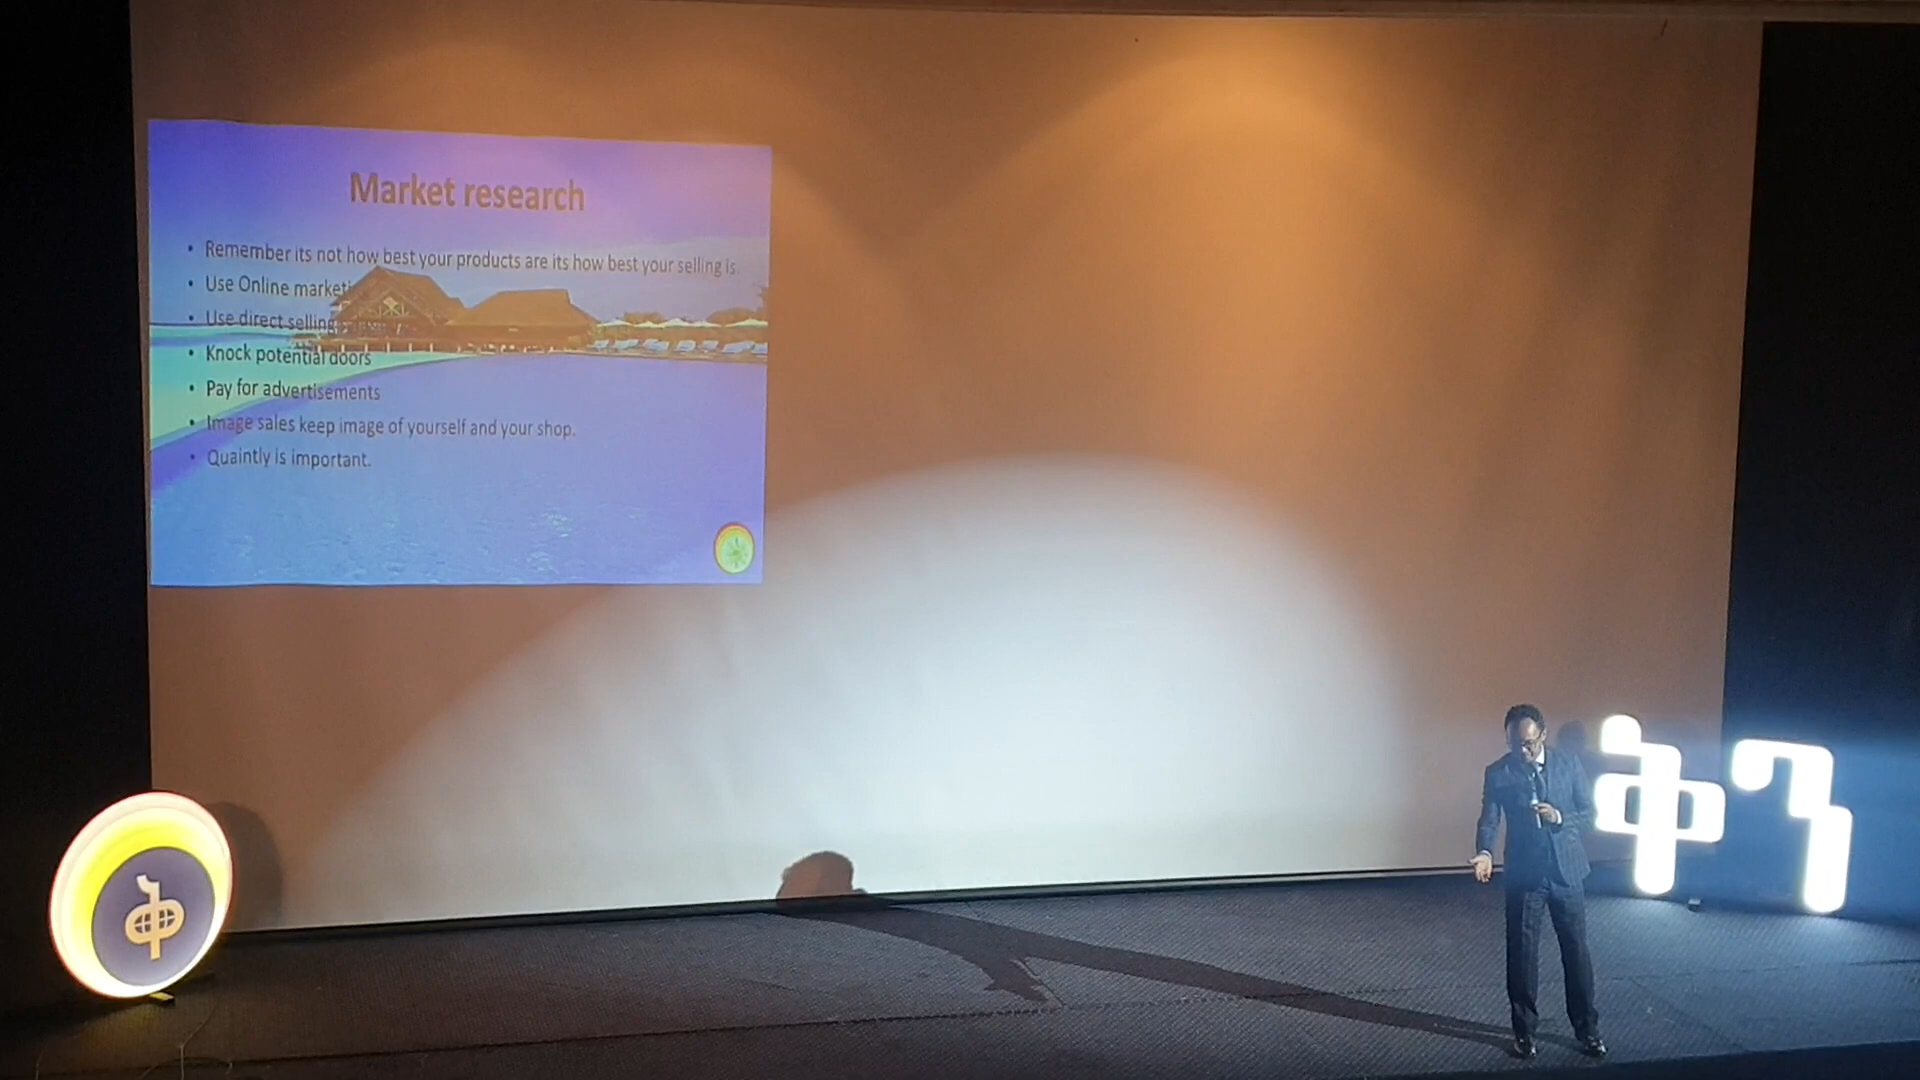 Market research
• Remember its not how best your products are its how best your selling is.
• Use Online marketi
• Use direct selling
• Knock potential doors
• Pay for advertisements
• Image sales keep image of yourself and your shop.
• Quaintly is important.
ቅን
ቅ